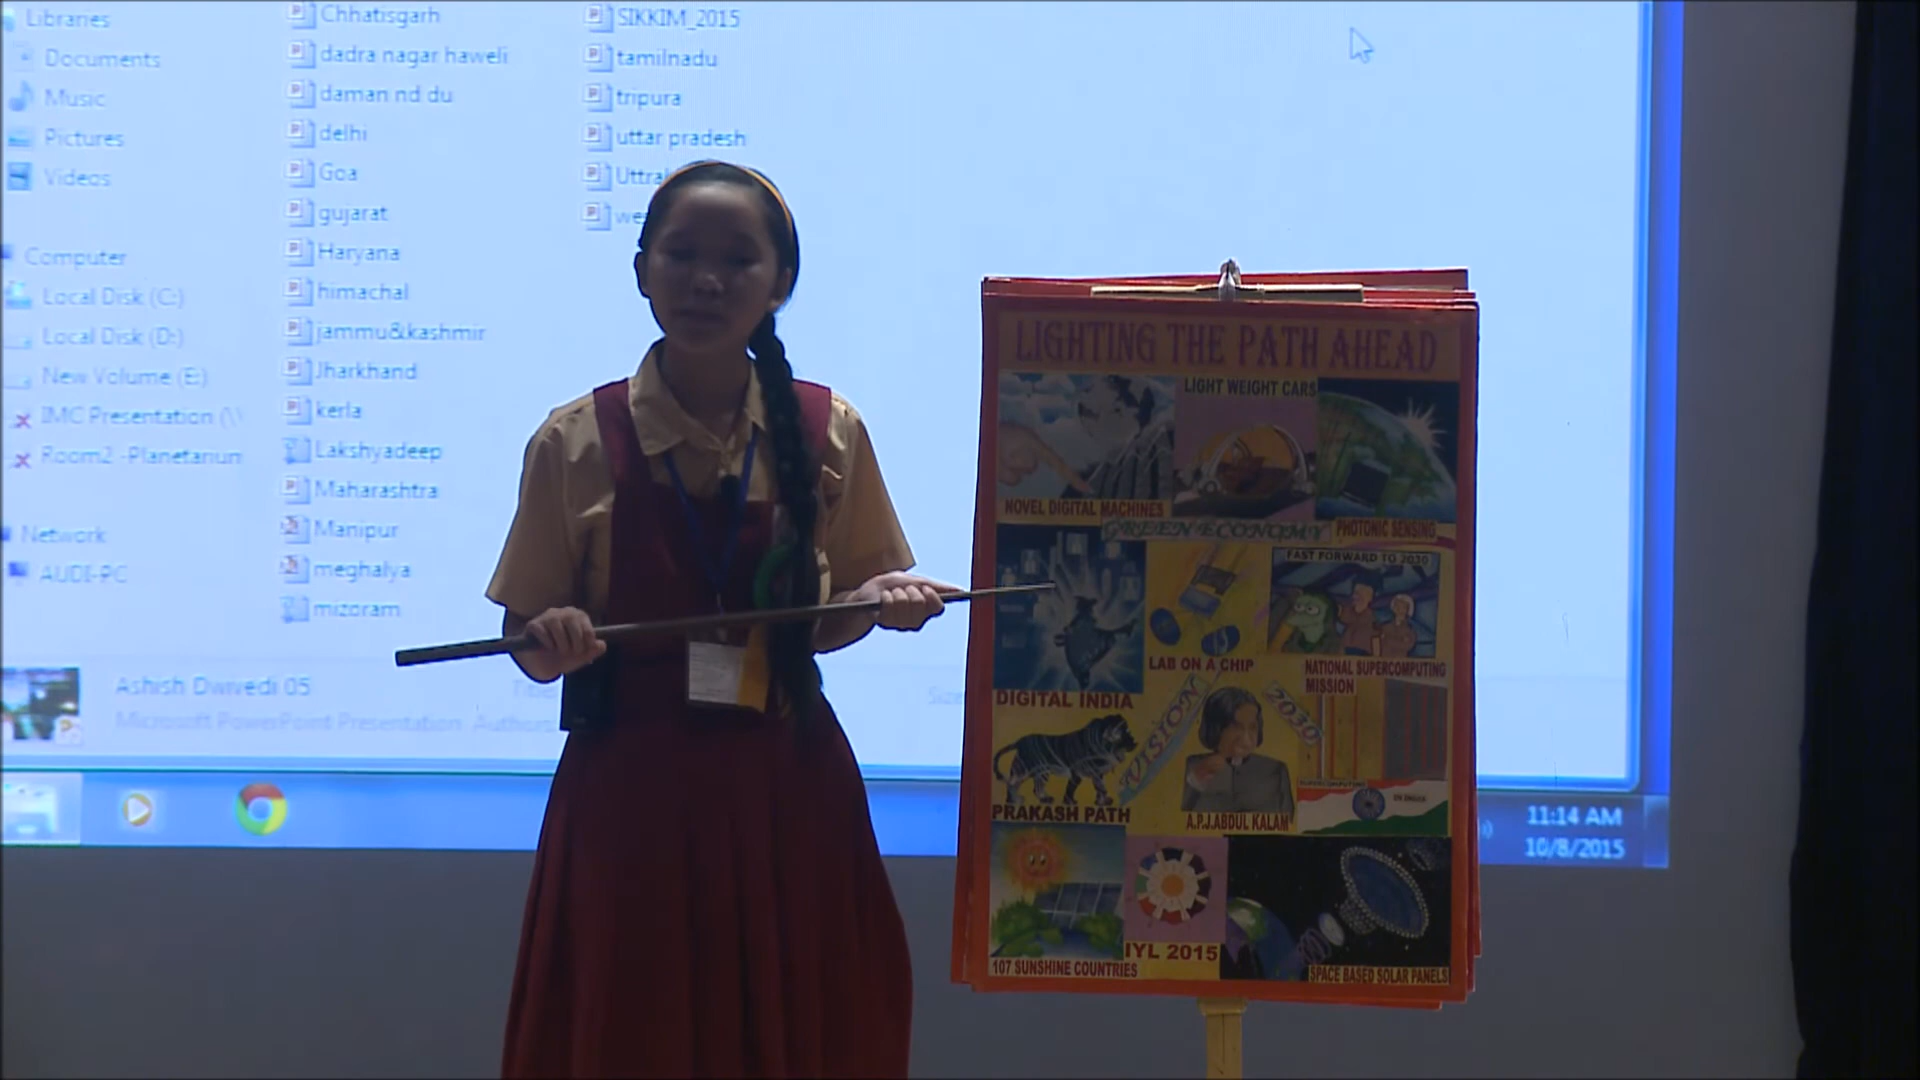 Libraries
Documents
Music
Pictures
Videos
Computer
Local Disk (C:)
Local Disk (D:)
New Volume (E:)
IMC Presentation (\\
Room2 -Planetarium
Network
AUDI-PC
Chhatisgarh
dadra nagar haweli
daman nd du
delhi
Goa
gujarat
Haryana
himachal
jammu&kashmir
Jharkhand
kerla
Lakshyadeep
Maharashtra
Manipur
meghalya
mizoram
SIKKIM_2015
tamilnadu
tripura
uttar pradesh
Ashish Dwivedi 05
Microsoft PowerPoint Presentation
Authors:
11:14 AM
10/8/2015
LIGHTING THE PATH AHEAD
LIGHT WEIGHT CARS
NOVEL DIGITAL MACHINES
GREEN ECONOMY
PHOTONIC SENSING
FAST FORWARD TO 2030
LAB ON A CHIP
NATIONAL SUPERCOMPUTING
MISSION
DIGITAL INDIA
VISION 2030
PRAKASH PATH
A.P.J.ABDUL KALAM
SUPERCOMPUTING
107 SUNSHINE COUNTRIES
IYL 2015
SPACE BASED SOLAR PANELS